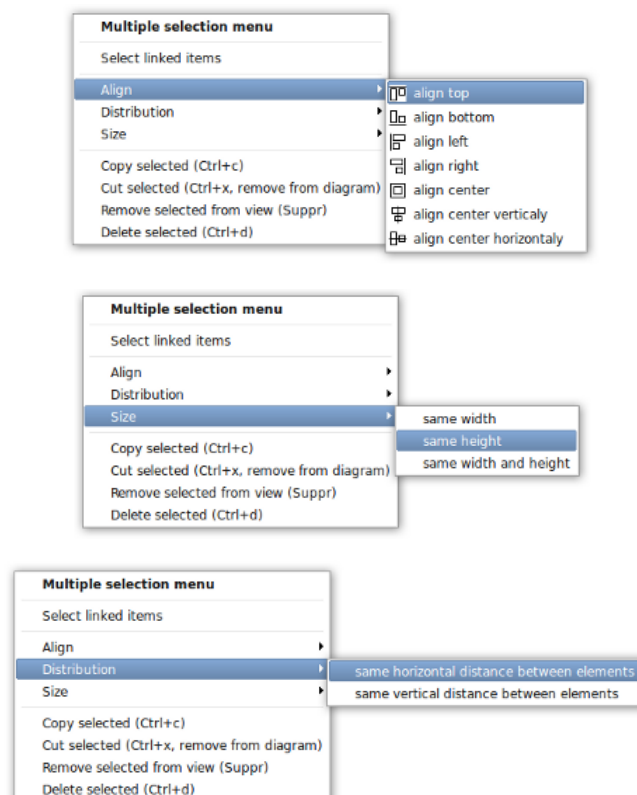 Multiple selection menu
Select linked items
Align
Distribution
Size
Copy selected (Ctrl+c)
Cut selected (Ctrl+x, remove from diagram)
Remove selected from view (Suppr)
Delete selected (Ctrl+d)
align top
align bottom
align left
align right
align center
align center verticaly
align center horizontaly
Multiple selection menu
Select linked items
Align
Distribution
Size
Copy selected (Ctrl+c)
Cut selected (Ctrl+x, remove from diagram)
Remove selected from view (Suppr)
Delete selected (Ctrl+d)
same width
same height
same width and height
Multiple selection menu
Select linked items
Align
Distribution
Size
Copy selected (Ctrl+c)
Cut selected (Ctrl+x, remove from diagram)
Remove selected from view (Suppr)
Delete selected (Ctrl+d)
same horizontal distance between elements
same vertical distance between elements